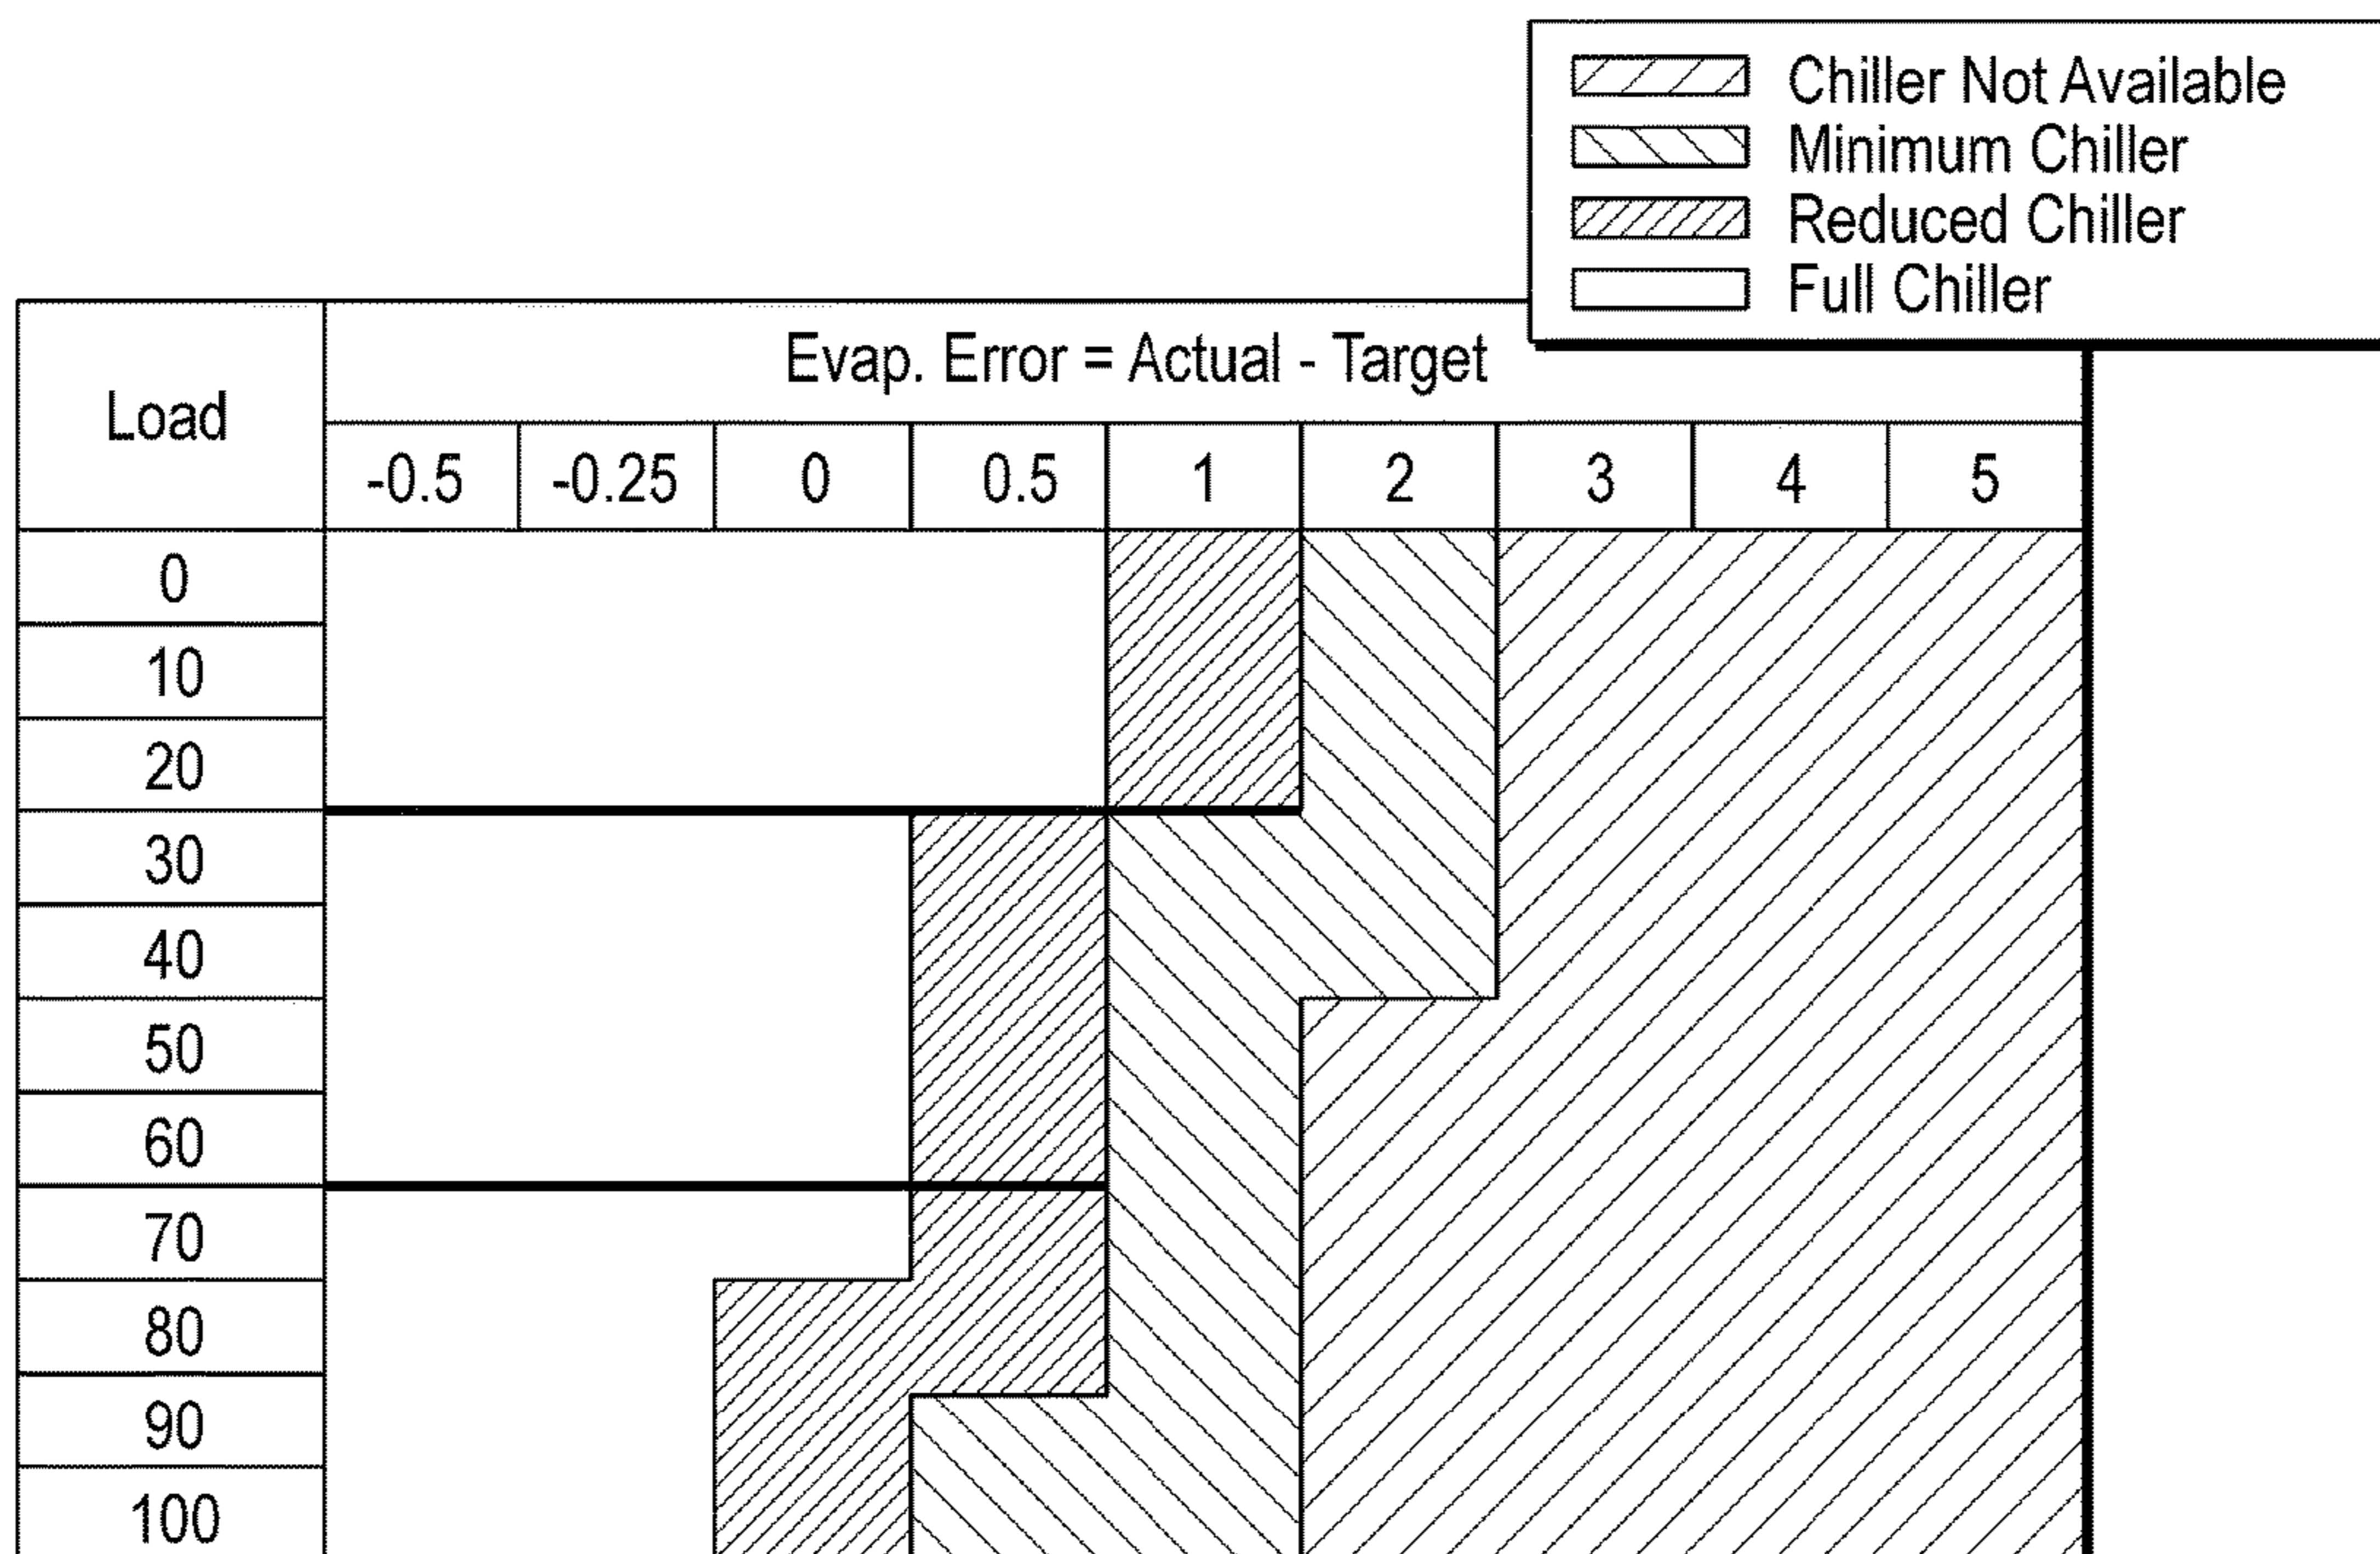 Chiller Not Available
Minimum Chiller
Reduced Chiller
Full Chiller
Load
Evap. Error = Actual - Target
-0.5 -0.25 0 0.5 1 2 3 4 5
0
10
20
30
40
50
60
70
80
90
100